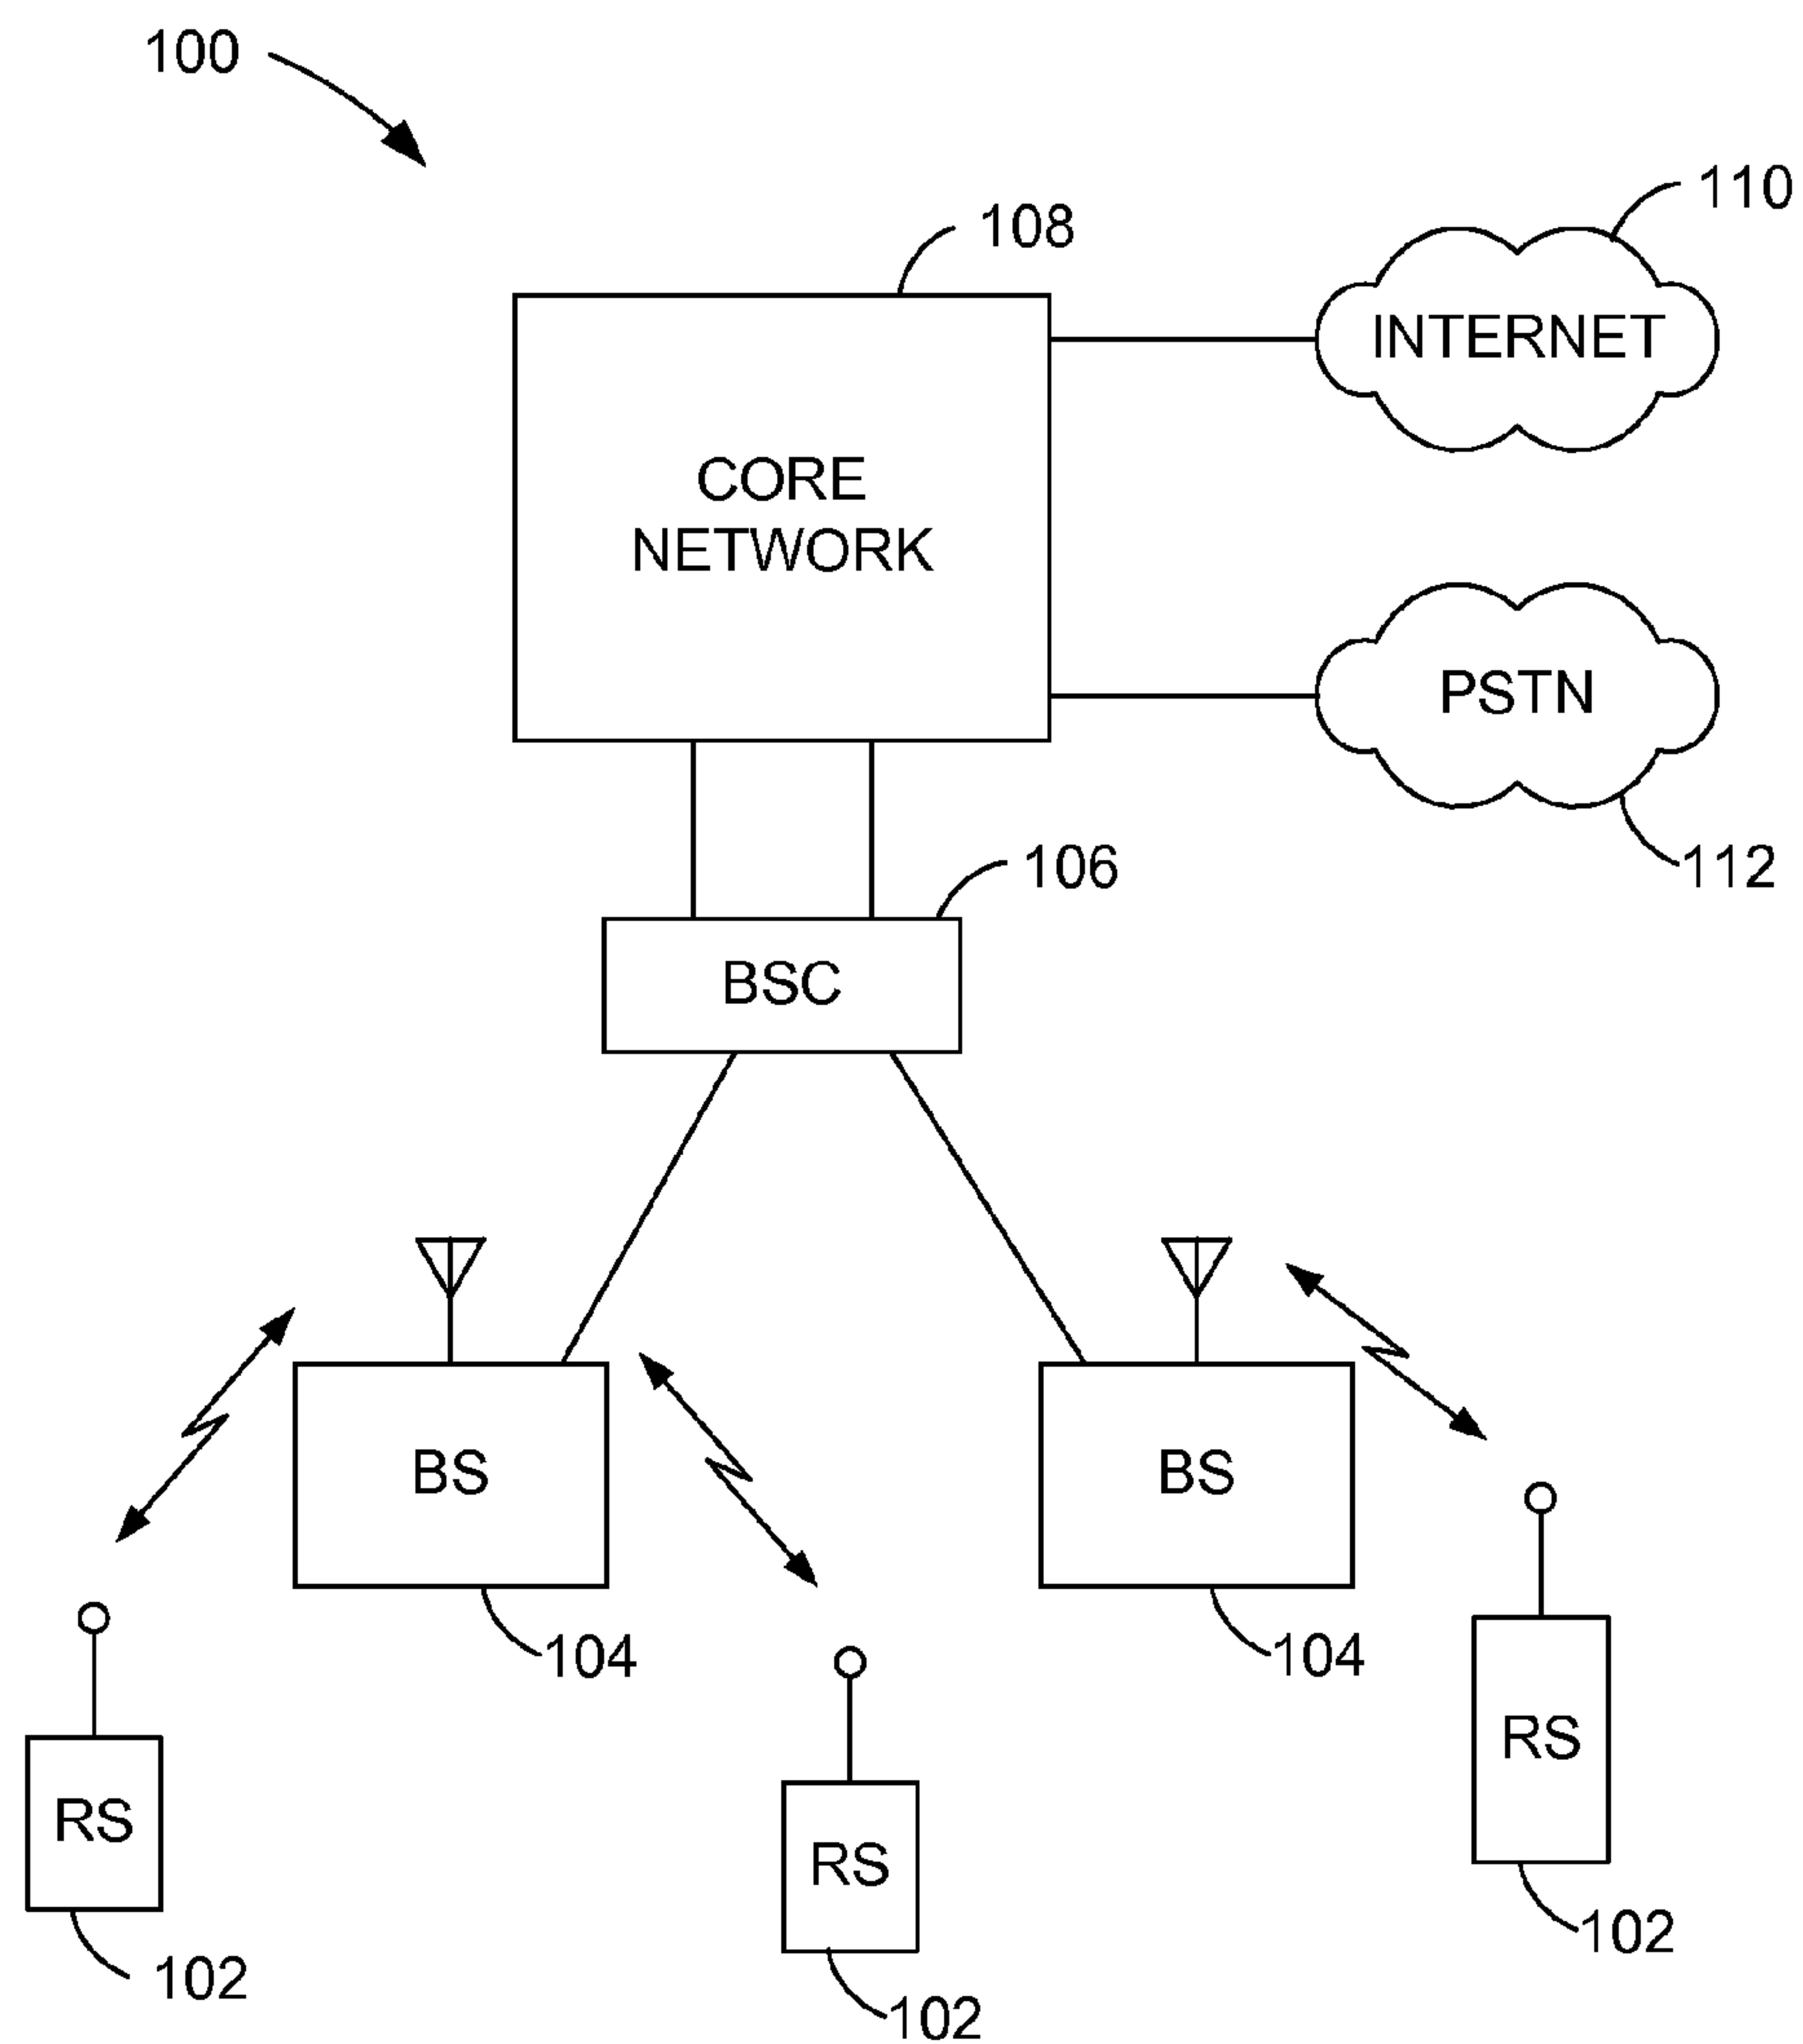 100
110
108
INTERNET
CORE
NETWORK
PSTN
106
112
BSC
BS
BS
104
104
RS
RS
RS
102
102
102